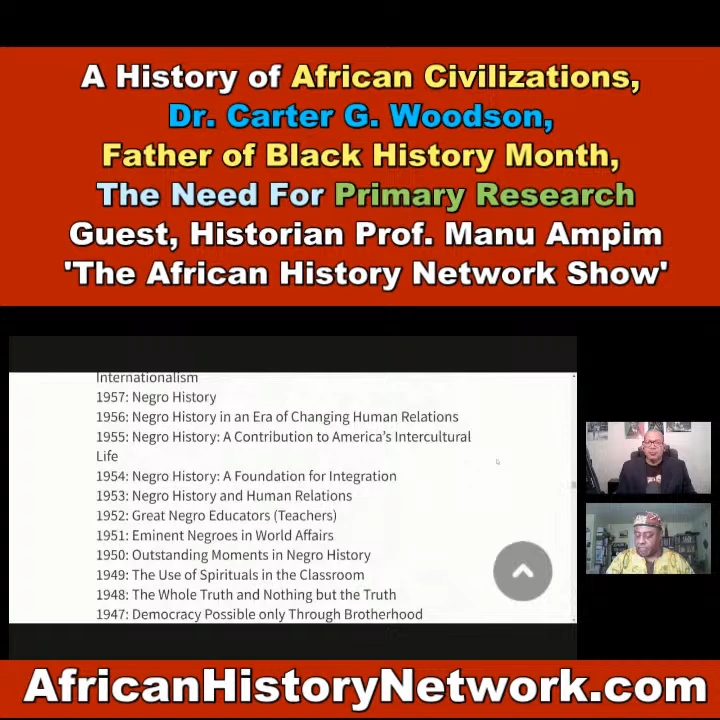 A History of African Civilizations,
Dr. Carter G. Woodson,
Father of Black History Month,
The Need For Primary Research
Guest, Historian Prof. Manu Ampim
'The African History Network Show'
Internationalism
1957: Negro History
1956: Negro History in an Era of Changing Human Relations
1955: Negro History: A Contribution to America's Intercultural
Life
1954: Negro History: A Foundation for Integration
1953: Negro History and Human Relations
1952: Great Negro Educators (Teachers)
1951: Eminent Negroes in World Affairs
1950: Outstanding Moments in Negro History
1949: The Use of Spirituals in the Classroom
1948: The Whole Truth and Nothing but the Truth
1947: Democracy Possible only Through Brotherhood
AfricanHistoryNetwork.com